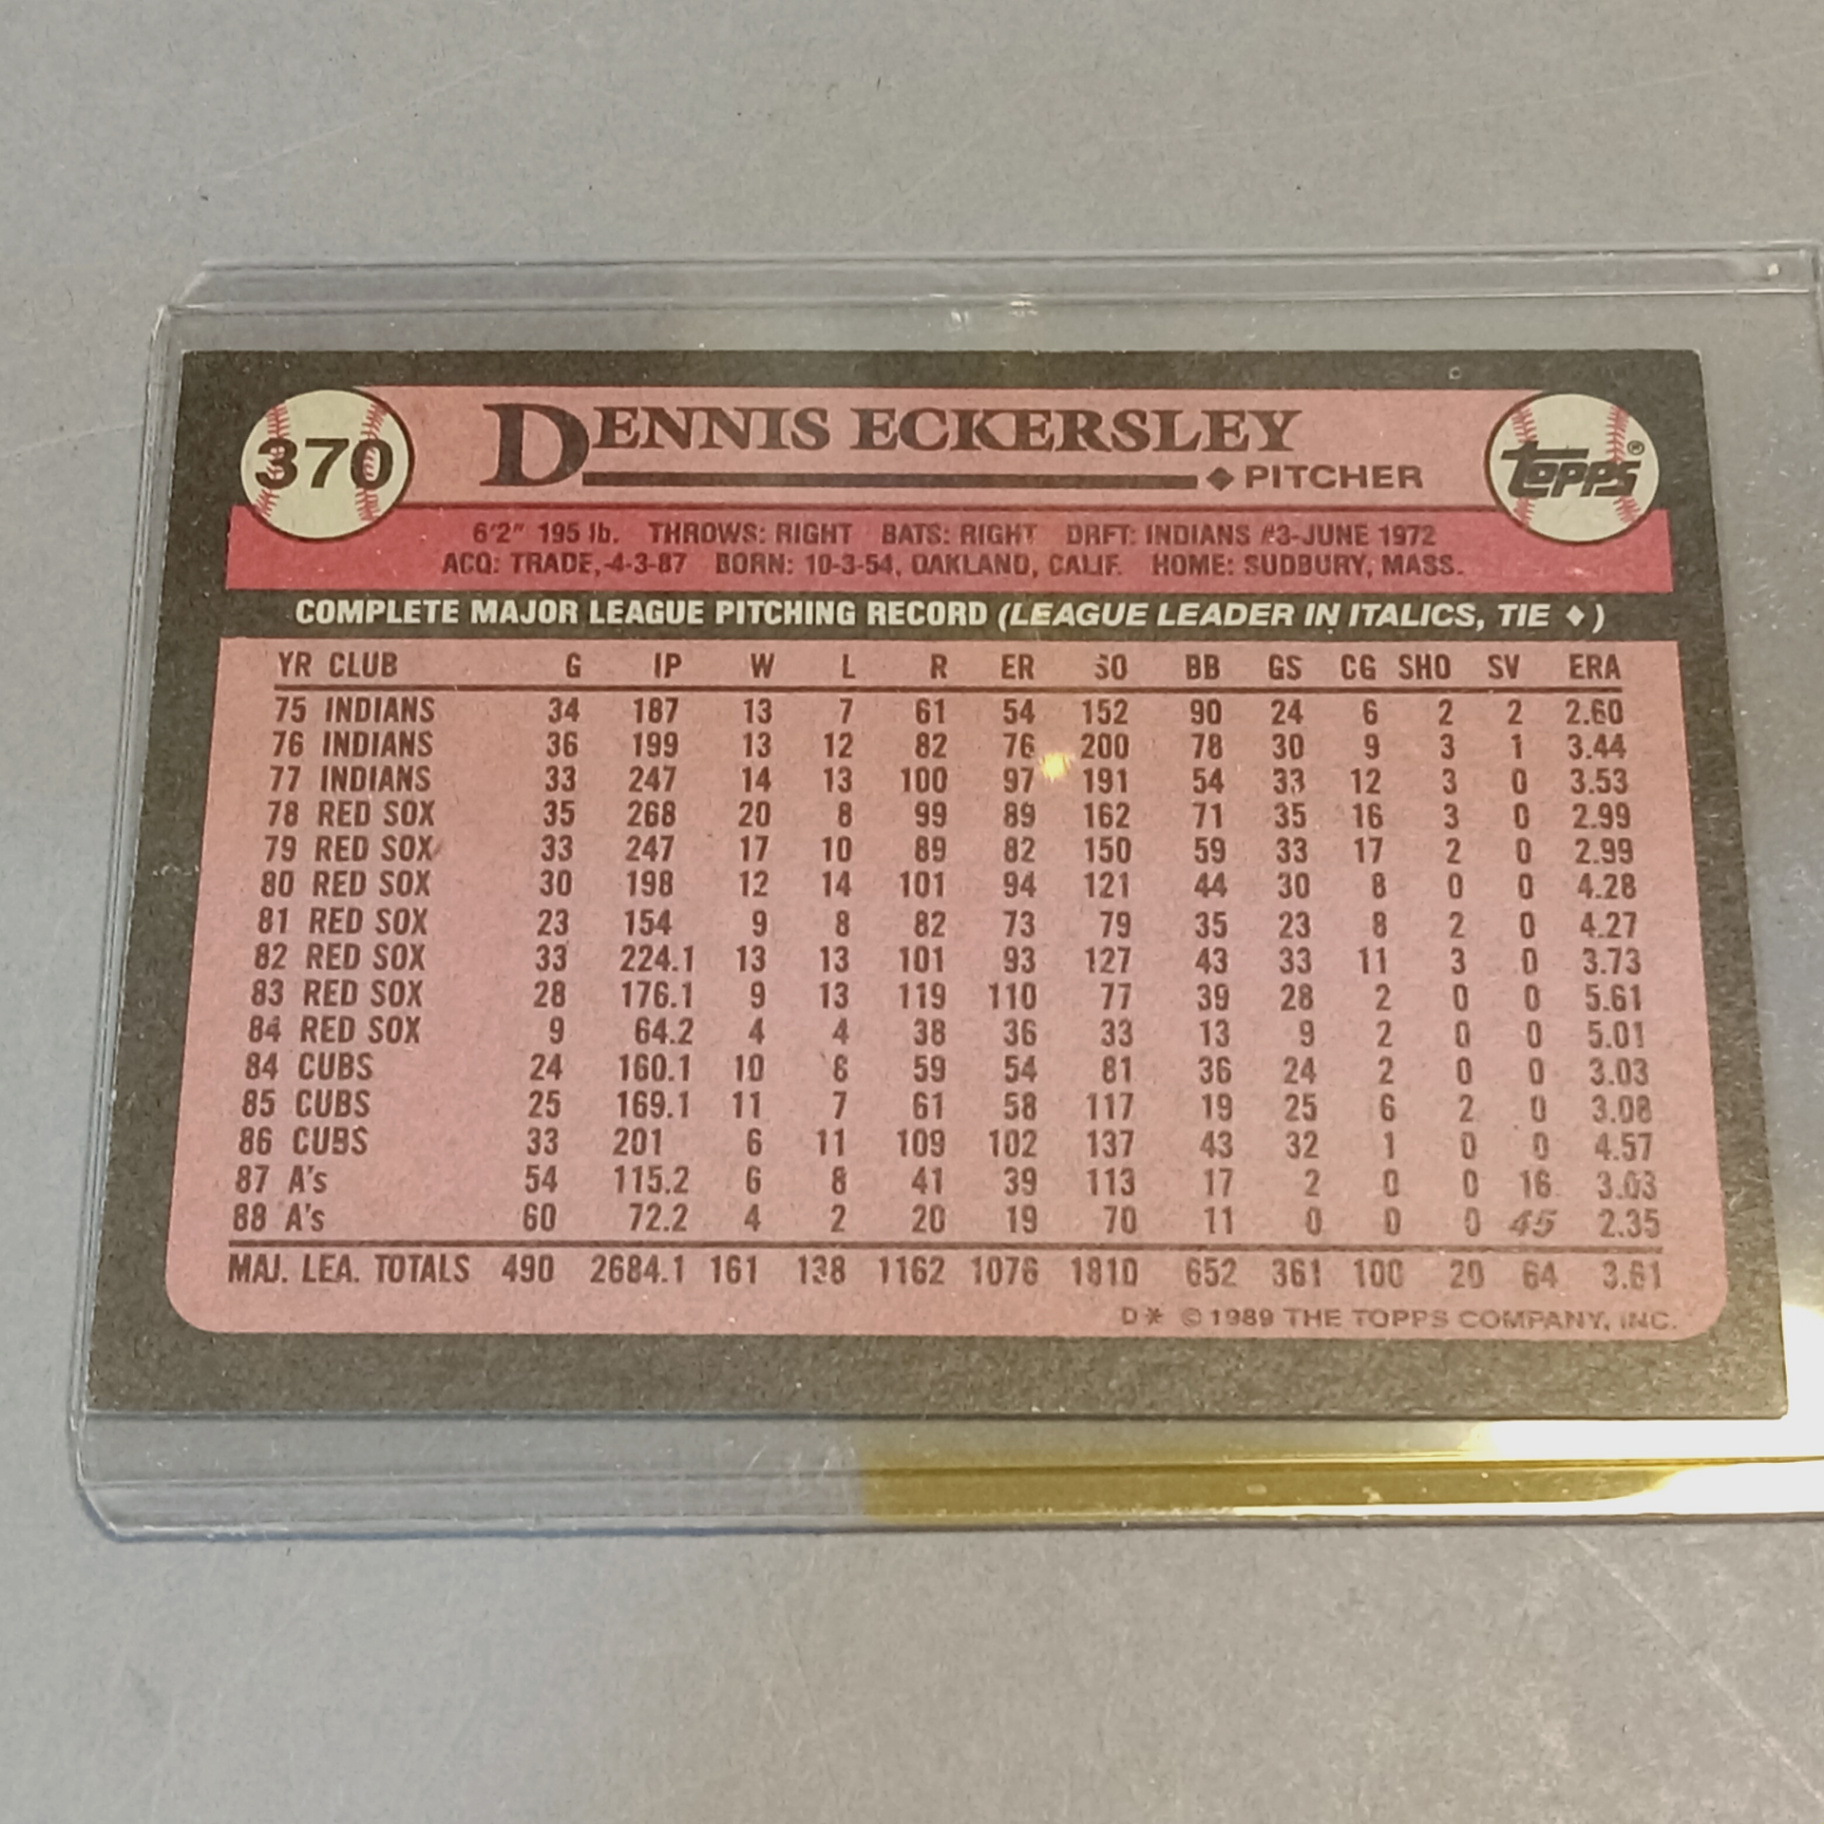 370
DENNIS ECKERSLEY
◆ PITCHER
topps®
6'2" 195 lb. THROWS: RIGHT BATS: RIGHT DRFT: INDIANS #3-JUNE 1972
ACQ: TRADE,-4-3-87 BORN: 10-3-54, OAKLAND, CALIF. HOME: SUDBURY, MASS.
COMPLETE MAJOR LEAGUE PITCHING RECORD (LEAGUE LEADER IN ITALICS, TIE ◆)
YR CLUB G IP W L R ER SO BB GS CG SHO SV ERA
75 INDIANS 34 187 13 7 61 54 152 90 24 6 2 2 2.60
76 INDIANS 36 199 13 12 82 76 200 78 30 9 3 1 3.44
77 INDIANS 33 247 14 13 100 97 191 54 33 12 3 0 3.53
78 RED SOX 35 268 20 8 99 89 162 71 35 16 3 0 2.99
79 RED SOX 33 247 17 10 89 82 150 59 33 17 2 0 2.99
80 RED SOX 30 198 12 14 101 94 121 44 30 8 0 0 4.28
81 RED SOX 23 154 9 8 82 73 79 35 23 8 2 0 4.27
82 RED SOX 33 224.1 13 13 101 93 127 43 33 11 3 0 3.73
83 RED SOX 28 176.1 9 13 119 110 77 39 28 2 0 0 5.61
84 RED SOX 9 64.2 4 4 38 36 33 13 9 2 0 0 5.01
84 CUBS 24 160.1 10 8 59 54 81 36 24 2 0 0 3.03
85 CUBS 25 169.1 11 7 61 58 117 19 25 6 2 0 3.08
86 CUBS 33 201 6 11 109 102 137 43 32 1 0 0 4.57
87 A's 54 115.2 6 8 41 39 113 17 2 0 0 16 3.03
88 A's 60 72.2 4 2 20 19 70 11 0 0 0 45 2.35
MAJ. LEA. TOTALS 490 2684.1 161 138 1162 1076 1810 652 361 100 20 64 3.61
D* © 1989 THE TOPPS COMPANY, INC.